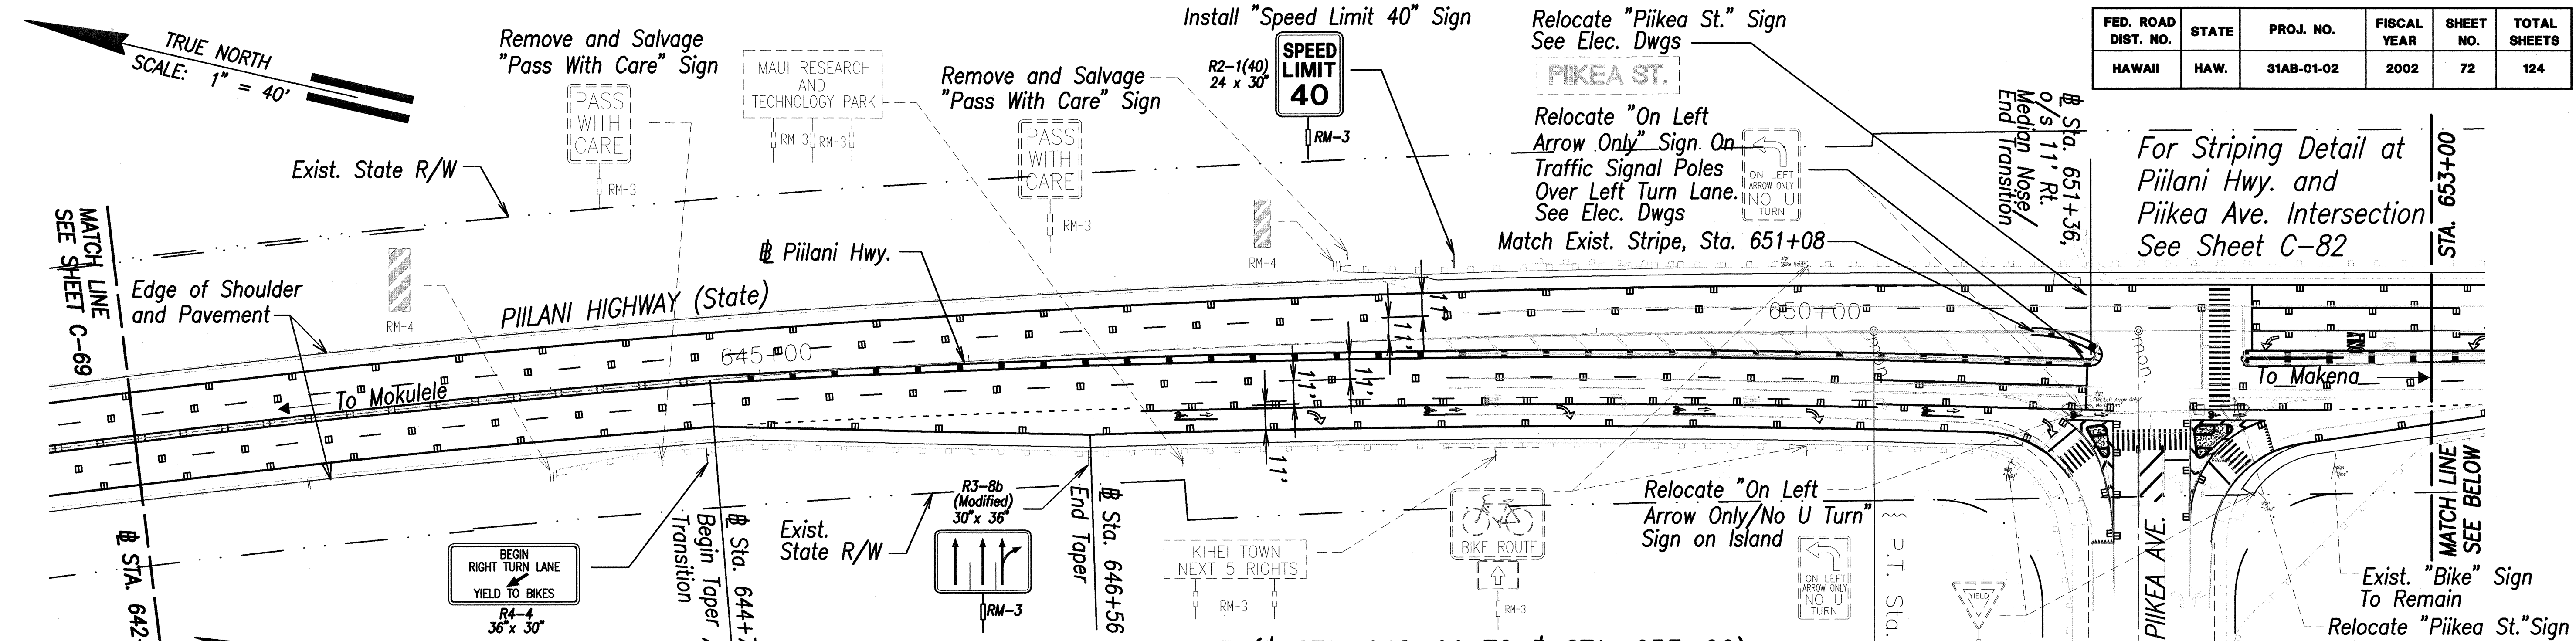 TRUE NORTH
SCALE: 1" = 40'
Remove and Salvage
"Pass With Care" Sign
PASS
WITH
CARE
RM-3
MAUI RESEARCH
AND
TECHNOLOGY PARK
RM-3
RM-3
Remove and Salvage
"Pass With Care" Sign
PASS
WITH
CARE
RM-3
Install "Speed Limit 40" Sign
R2-1(40)
24 x 30"
SPEED
LIMIT
40
RM-3
Relocate "Piikea St." Sign
See Elec. Dwgs
PIIKEA ST.
Relocate "On Left
Arrow Only" Sign On
Traffic Signal Poles
Over Left Turn Lane.
See Elec. Dwgs
ON LEFT
ARROW ONLY
NO U
TURN
Match Exist. Stripe, Sta. 651+08
FED. ROAD DIST. NO. STATE PROJ. NO. FISCAL YEAR SHEET NO. TOTAL SHEETS
HAWAII HAW. 31AB-01-02 2002 72 124
℄ Sta. 651+36,
o/s 11' Rt.
Median Nose/
End Transition
For Striping Detail at
Piilani Hwy. and
Piikea Ave. Intersection
See Sheet C-82
STA. 653+00
MATCH LINE
SEE BELOW
Exist. State R/W
MATCH LINE
SEE SHEET C-69
Edge of Shoulder
and Pavement
RM-4
PIILANI HIGHWAY (State)
℄ Piilani Hwy.
RM-4
sign
"Bike Route"
645+00
650+00
mon.
mon.
To Mokulele
To Makena
11'
11'
11'
11'
11'
℄ STA. 642+
BEGIN
RIGHT TURN LANE
YIELD TO BIKES
R4-4
36"x 30"
℄ Sta. 644+7
Begin Taper
Transition
Exist.
State R/W
R3-8b
(Modified)
30"x 36"
RM-3
℄ Sta. 646+56
End Taper
KIHEI TOWN
NEXT 5 RIGHTS
RM-3
BIKE ROUTE
RM-3
Relocate "On Left
Arrow Only/No U Turn"
Sign on Island
ON LEFT
ARROW ONLY
NO U
TURN
P.T. Sta.
YIELD
PIIKEA AVE.
Exist. "Bike" Sign
To Remain
Relocate "Piikea St."Sign